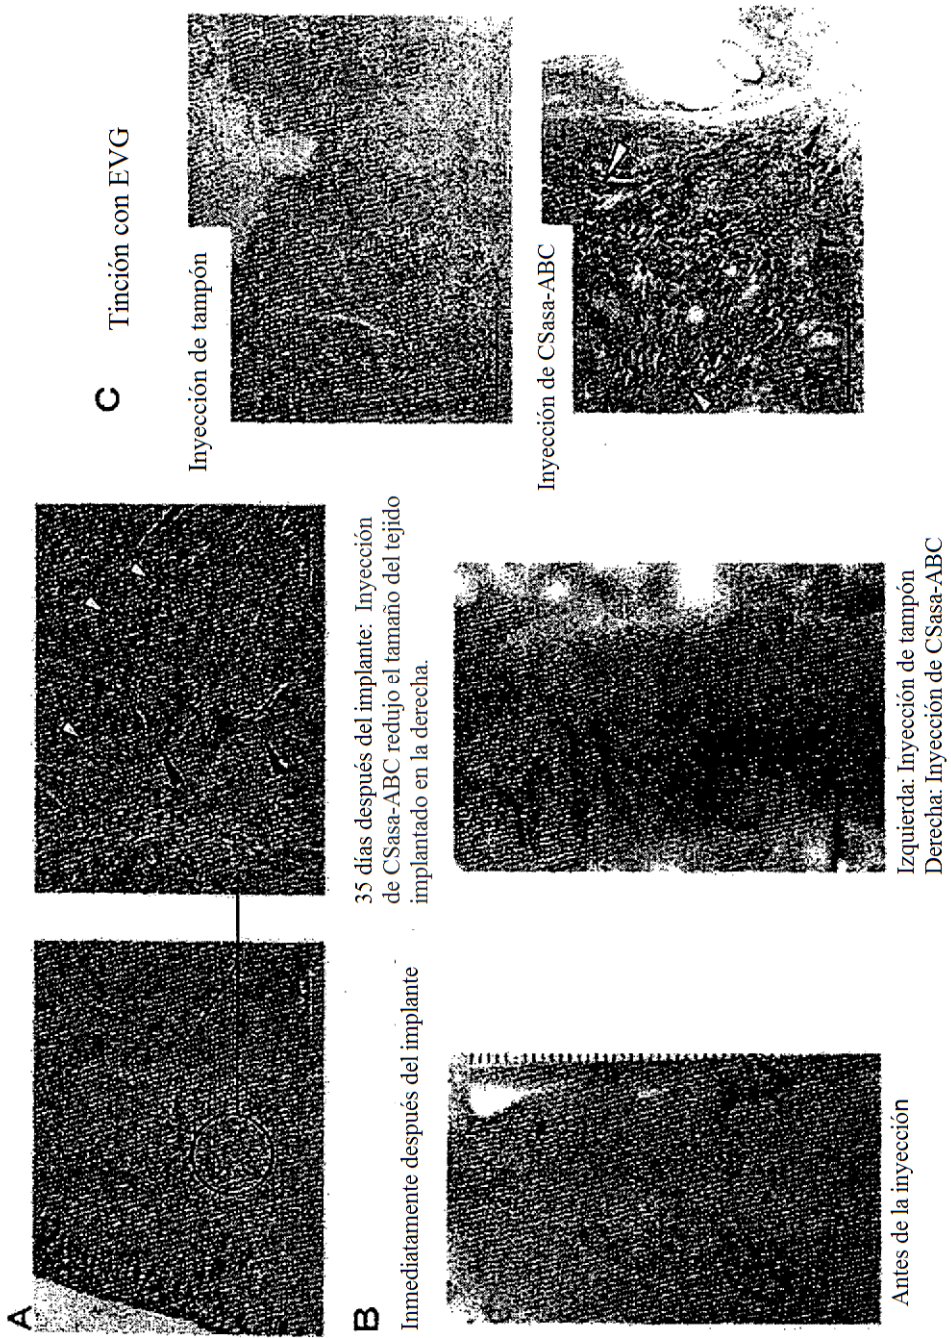 A
B
Immediatamente después del implante
Antes de la inyección
35 días después del implante: Inyección
de CSasa-ABC redujo el tamaño del tejido
implantado en la derecha.
Izquierda: Inyección de tampón
Derecha: Inyección de CSasa-ABC
C
Tinción con EVG
Inyección de tampón
Inyección de CSasa-ABC